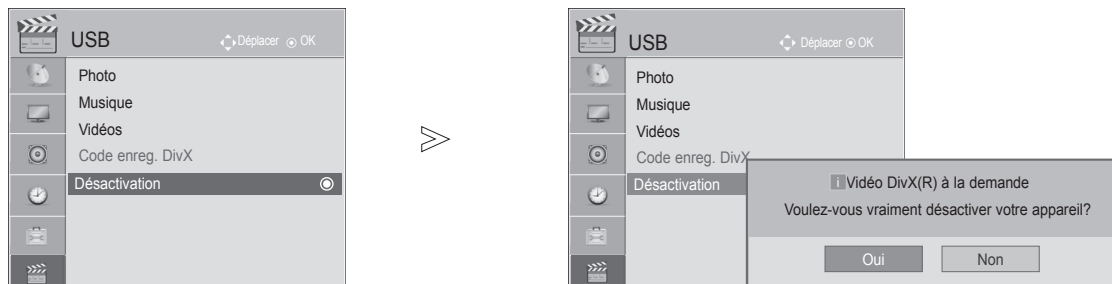 USB
Déplacer OK
Photo
Musique
Vidéos
Code enreg. DivX
Désactivation
USB
Déplacer OK
Photo
Musique
Vidéos
Code enreg. DivX
Désactivation
i Vidéo DivX(R) à la demande
Voulez-vous vraiment désactiver votre appareil?
Oui Non